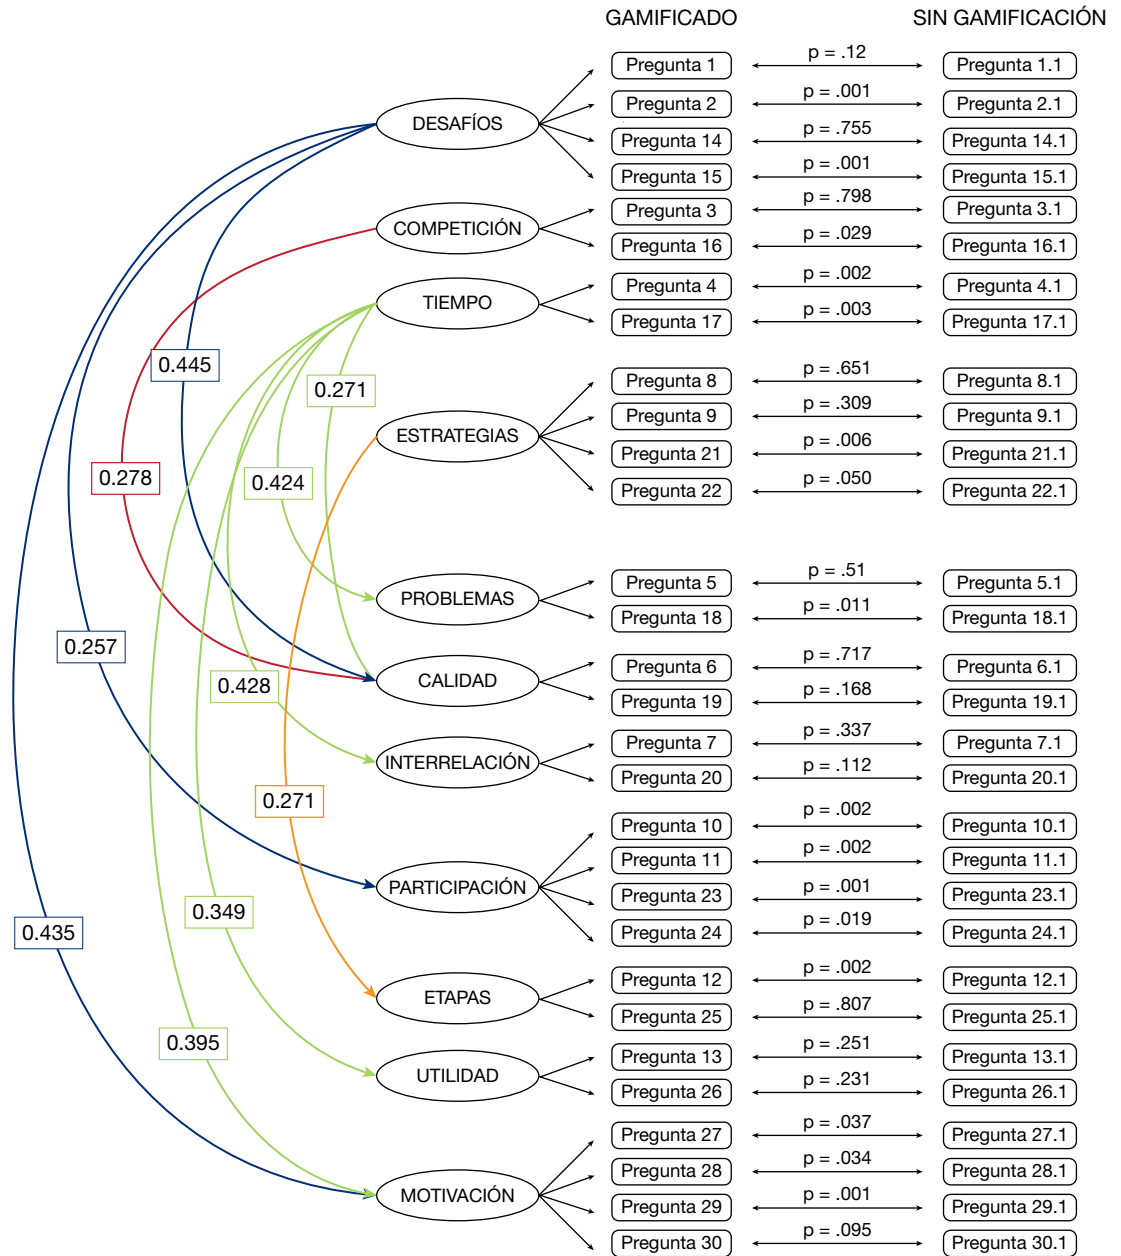 GAMIFICADO
SIN GAMIFICACIÓN
DESAFÍOS
Pregunta 1 p = .12 Pregunta 1.1
Pregunta 2 p = .001 Pregunta 2.1
Pregunta 14 p = .755 Pregunta 14.1
Pregunta 15 p = .001 Pregunta 15.1
COMPETICIÓN
Pregunta 3 p = .798 Pregunta 3.1
Pregunta 16 p = .029 Pregunta 16.1
TIEMPO
Pregunta 4 p = .002 Pregunta 4.1
Pregunta 17 p = .003 Pregunta 17.1
0.445
0.271
ESTRATEGIAS
Pregunta 8 p = .651 Pregunta 8.1
Pregunta 9 p = .309 Pregunta 9.1
Pregunta 21 p = .006 Pregunta 21.1
Pregunta 22 p = .050 Pregunta 22.1
0.278
0.424
PROBLEMAS
Pregunta 5 p = .51 Pregunta 5.1
Pregunta 18 p = .011 Pregunta 18.1
0.257
CALIDAD
Pregunta 6 p = .717 Pregunta 6.1
Pregunta 19 p = .168 Pregunta 19.1
0.428
INTERRELACIÓN
Pregunta 7 p = .337 Pregunta 7.1
Pregunta 20 p = .112 Pregunta 20.1
0.271
PARTICIPACIÓN
Pregunta 10 p = .002 Pregunta 10.1
Pregunta 11 p = .002 Pregunta 11.1
Pregunta 23 p = .001 Pregunta 23.1
Pregunta 24 p = .019 Pregunta 24.1
0.349
0.435
ETAPAS
Pregunta 12 p = .002 Pregunta 12.1
Pregunta 25 p = .807 Pregunta 25.1
0.395
UTILIDAD
Pregunta 13 p = .251 Pregunta 13.1
Pregunta 26 p = .231 Pregunta 26.1
MOTIVACIÓN
Pregunta 27 p = .037 Pregunta 27.1
Pregunta 28 p = .034 Pregunta 28.1
Pregunta 29 p = .001 Pregunta 29.1
Pregunta 30 p = .095 Pregunta 30.1